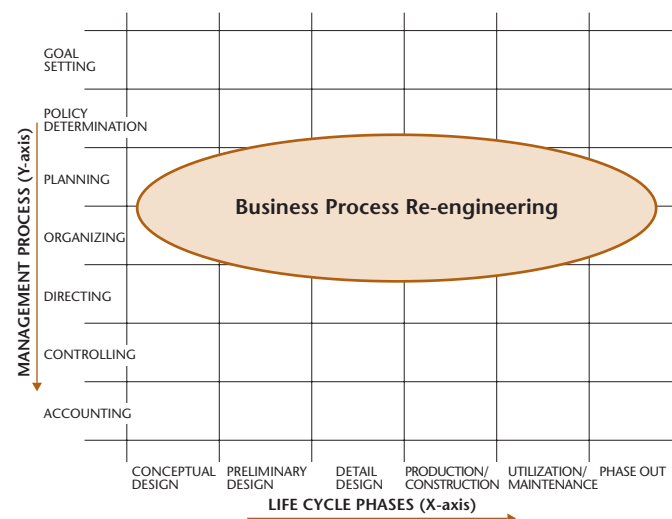 GOAL
SETTING
POLICY
DETERMINATION
PLANNING
ORGANIZING
DIRECTING
CONTROLLING
ACCOUNTING
MANAGEMENT PROCESS (Y-axis)
Business Process Re-engineering
CONCEPTUAL
DESIGN
PRELIMINARY
DESIGN
DETAIL
DESIGN
PRODUCTION/
CONSTRUCTION
UTILIZATION/
MAINTENANCE
PHASE OUT
LIFE CYCLE PHASES (X-axis)